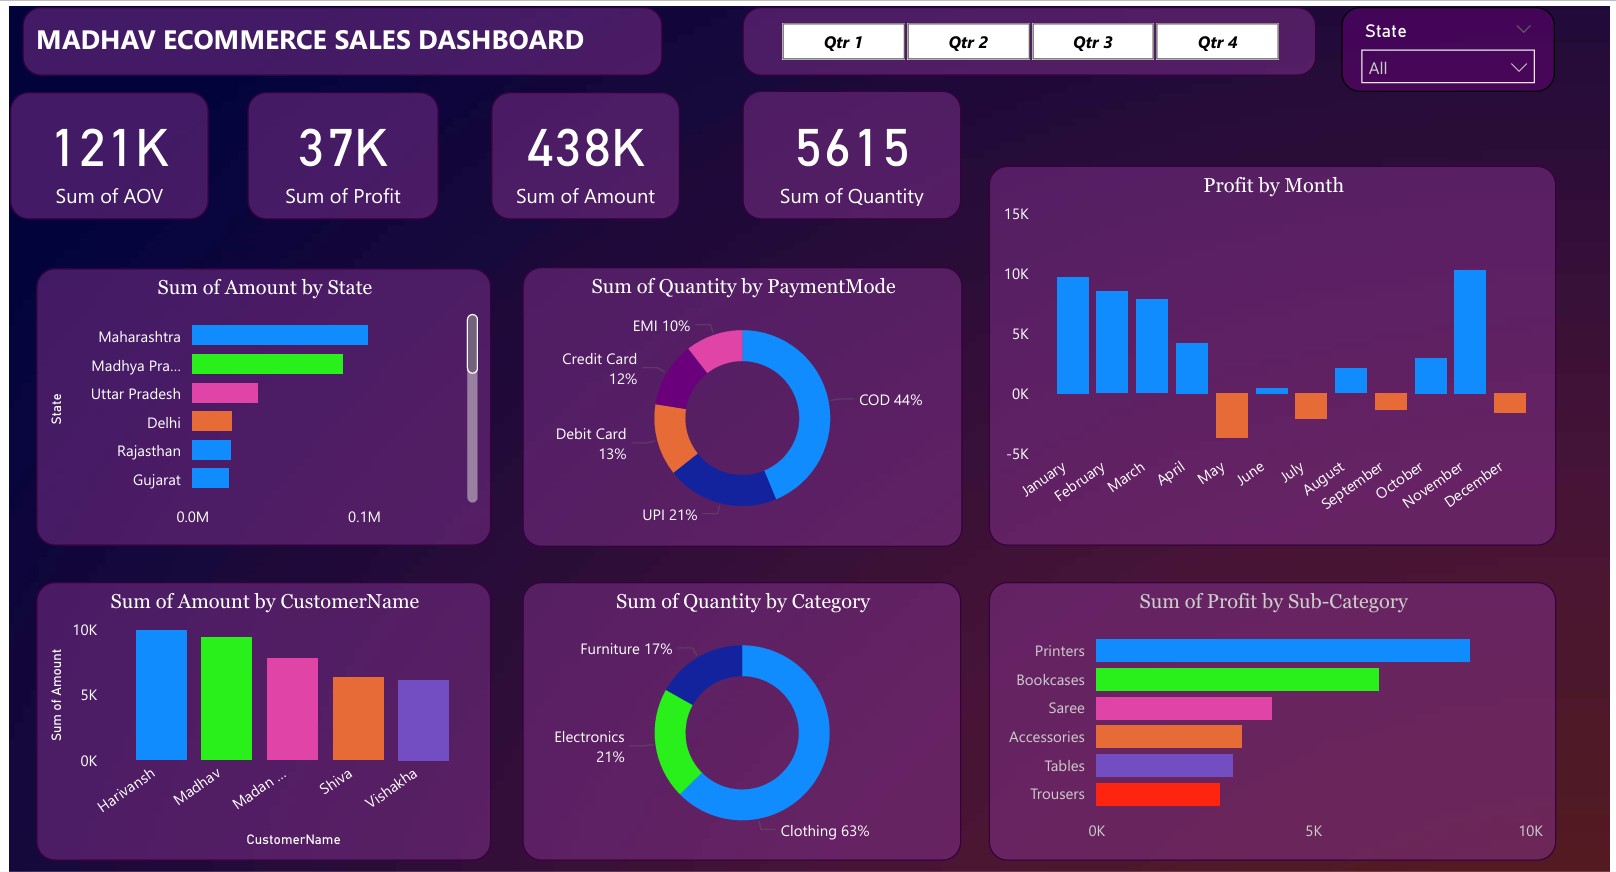 MADHAV ECOMMERCE SALES DASHBOARD
Qtr 1
Qtr 2
Qtr 3
Qtr 4
State
All
121K
Sum of AOV
37K
Sum of Profit
438K
Sum of Amount
5615
Sum of Quantity
Profit by Month
15K
10K
5K
0K
-5K
January
February
March
April
May
June
July
August
September
October
November
December
Sum of Amount by State
State
Maharashtra
Madhya Pra...
Uttar Pradesh
Delhi
Rajasthan
Gujarat
0.0M
0.1M
Sum of Quantity by PaymentMode
EMI 10%
Credit Card
12%
COD 44%
Debit Card
13%
UPI 21%
Sum of Amount by CustomerName
Sum of Amount
10K
5K
0K
Harivansh
Madhav
Madan ...
Shiva
Vishakha
CustomerName
Sum of Quantity by Category
Furniture 17%
Electronics
21%
Clothing 63%
Sum of Profit by Sub-Category
Printers
Bookcases
Saree
Accessories
Tables
Trousers
0K
5K
10K